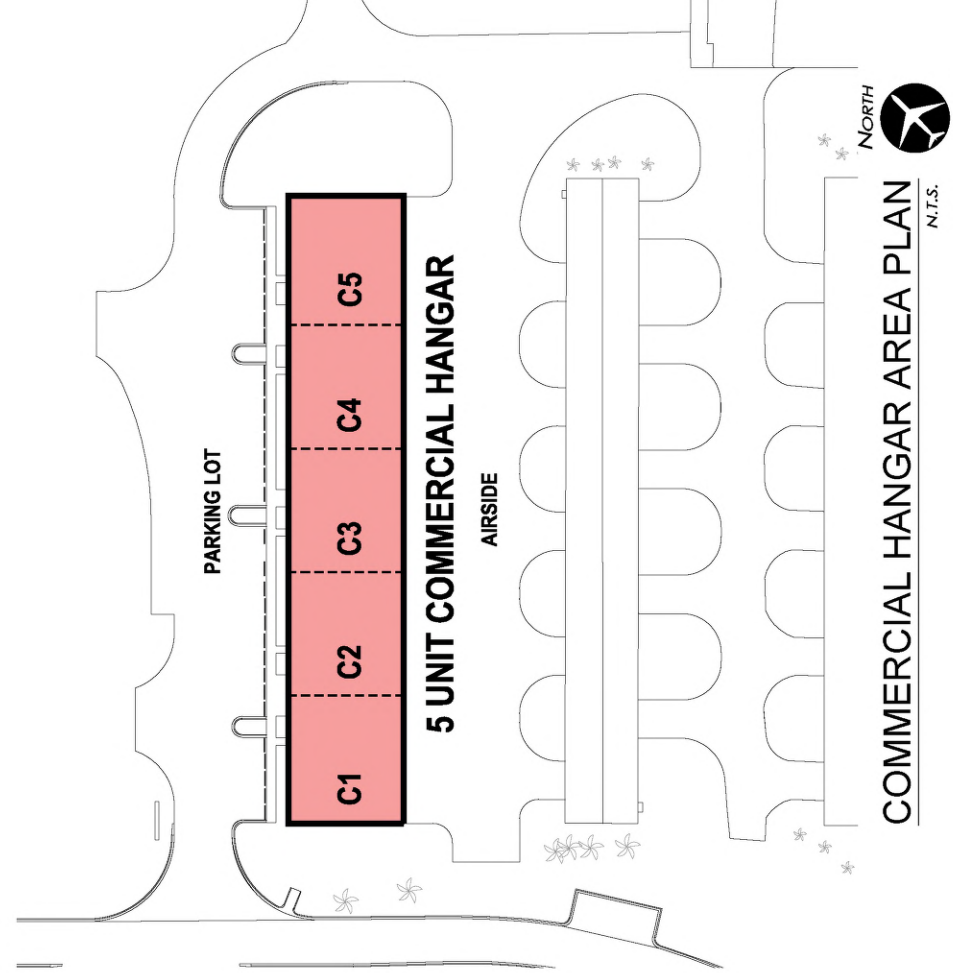 PARKING LOT
C1
C2
C3
C4
C5
5 UNIT COMMERCIAL HANGAR
AIRSIDE
NORTH
COMMERCIAL HANGAR AREA PLAN
N.T.S.